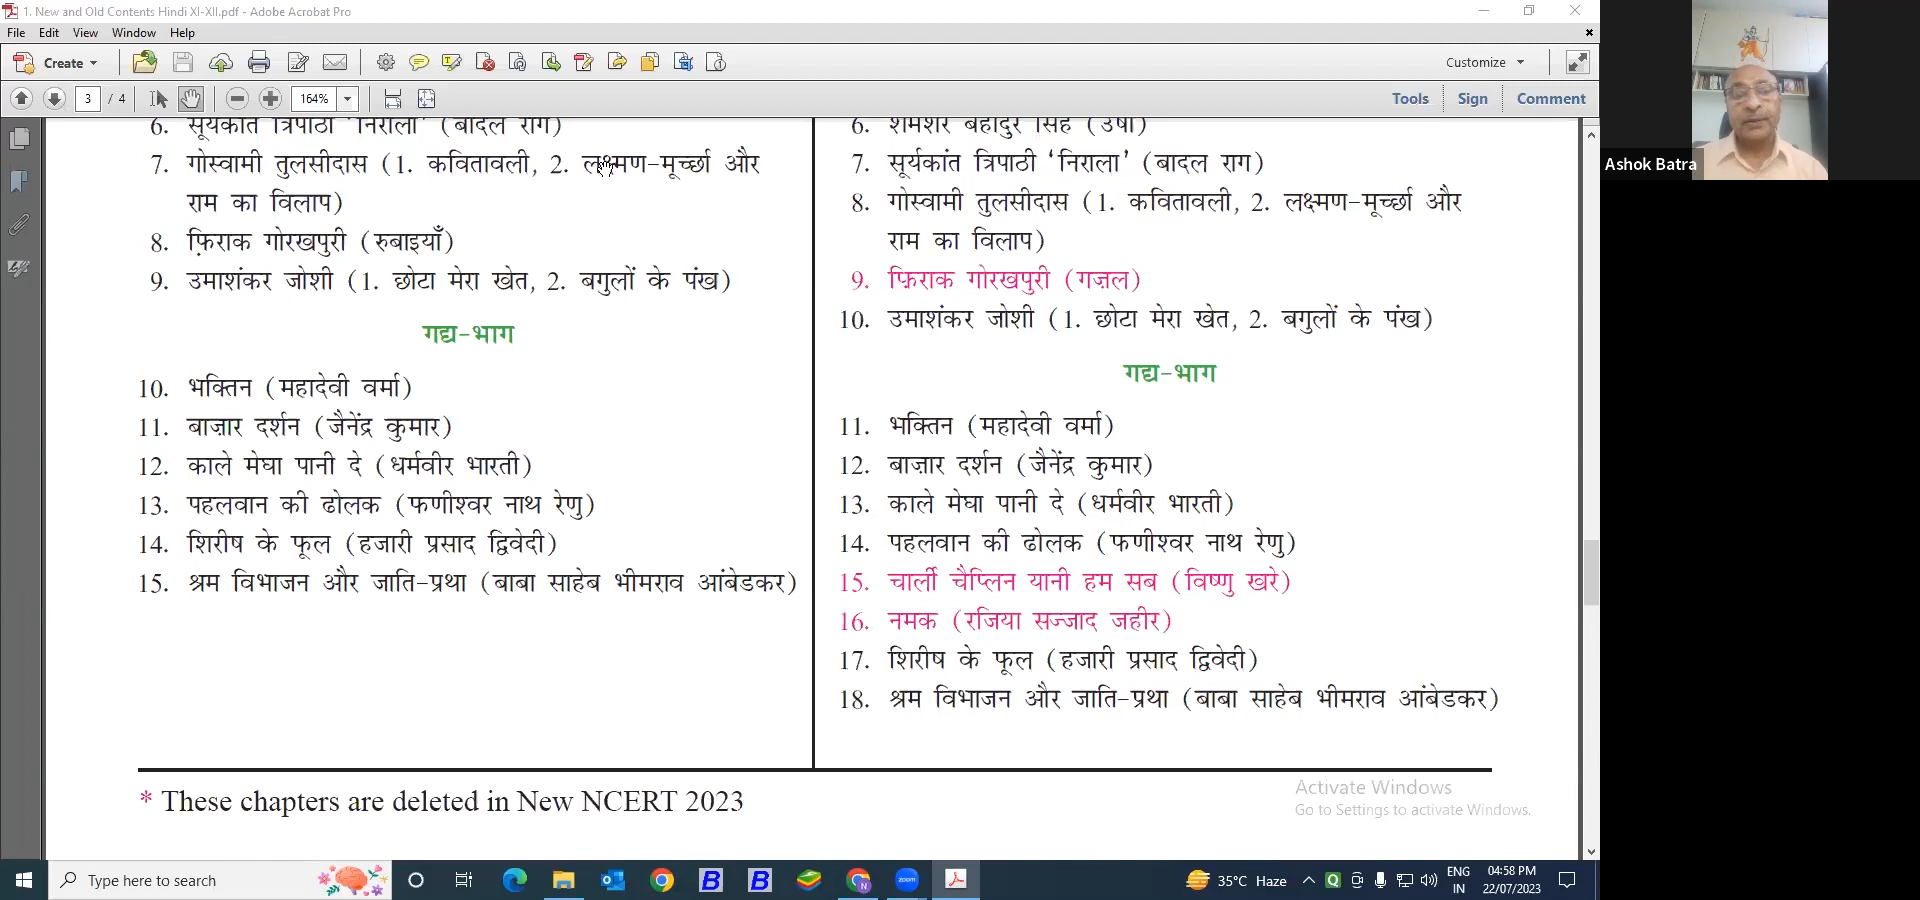 1. New and Old Contents Hindi XI-XII.pdf - Adobe Acrobat Pro
File Edit View Window Help
Create Customize
3 / 4 164% Tools Sign Comment
6. सूर्यकांत त्रिपाठी ‘निराला’ (बादल राग)
7. गोस्वामी तुलसीदास (1. कवितावली, 2. लक्ष्मण-मूर्च्छा और
राम का विलाप)
8. फ़िराक गोरखपुरी (रुबाइयाँ)
9. उमाशंकर जोशी (1. छोटा मेरा खेत, 2. बगुलों के पंख)
गद्य-भाग
10. भक्तिन (महादेवी वर्मा)
11. बाज़ार दर्शन (जैनेंद्र कुमार)
12. काले मेघा पानी दे (धर्मवीर भारती)
13. पहलवान की ढोलक (फणीश्वर नाथ रेणु)
14. शिरीष के फूल (हजारी प्रसाद द्विवेदी)
15. श्रम विभाजन और जाति-प्रथा (बाबा साहेब भीमराव आंबेडकर)
6. शमशेर बहादुर सिंह (उषा)
7. सूर्यकांत त्रिपाठी ‘निराला’ (बादल राग)
8. गोस्वामी तुलसीदास (1. कवितावली, 2. लक्ष्मण-मूर्च्छा और
राम का विलाप)
9. फ़िराक गोरखपुरी (गज़ल)
10. उमाशंकर जोशी (1. छोटा मेरा खेत, 2. बगुलों के पंख)
गद्य-भाग
11. भक्तिन (महादेवी वर्मा)
12. बाज़ार दर्शन (जैनेंद्र कुमार)
13. काले मेघा पानी दे (धर्मवीर भारती)
14. पहलवान की ढोलक (फणीश्वर नाथ रेणु)
15. चार्ली चैप्लिन यानी हम सब (विष्णु खरे)
16. नमक (रजिया सज्जाद जहीर)
17. शिरीष के फूल (हजारी प्रसाद द्विवेदी)
18. श्रम विभाजन और जाति-प्रथा (बाबा साहेब भीमराव आंबेडकर)
* These chapters are deleted in New NCERT 2023
Activate Windows
Go to Settings to activate Windows.
Ashok Batra
Type here to search
35°C Haze
ENG
IN
04:58 PM
22/07/2023